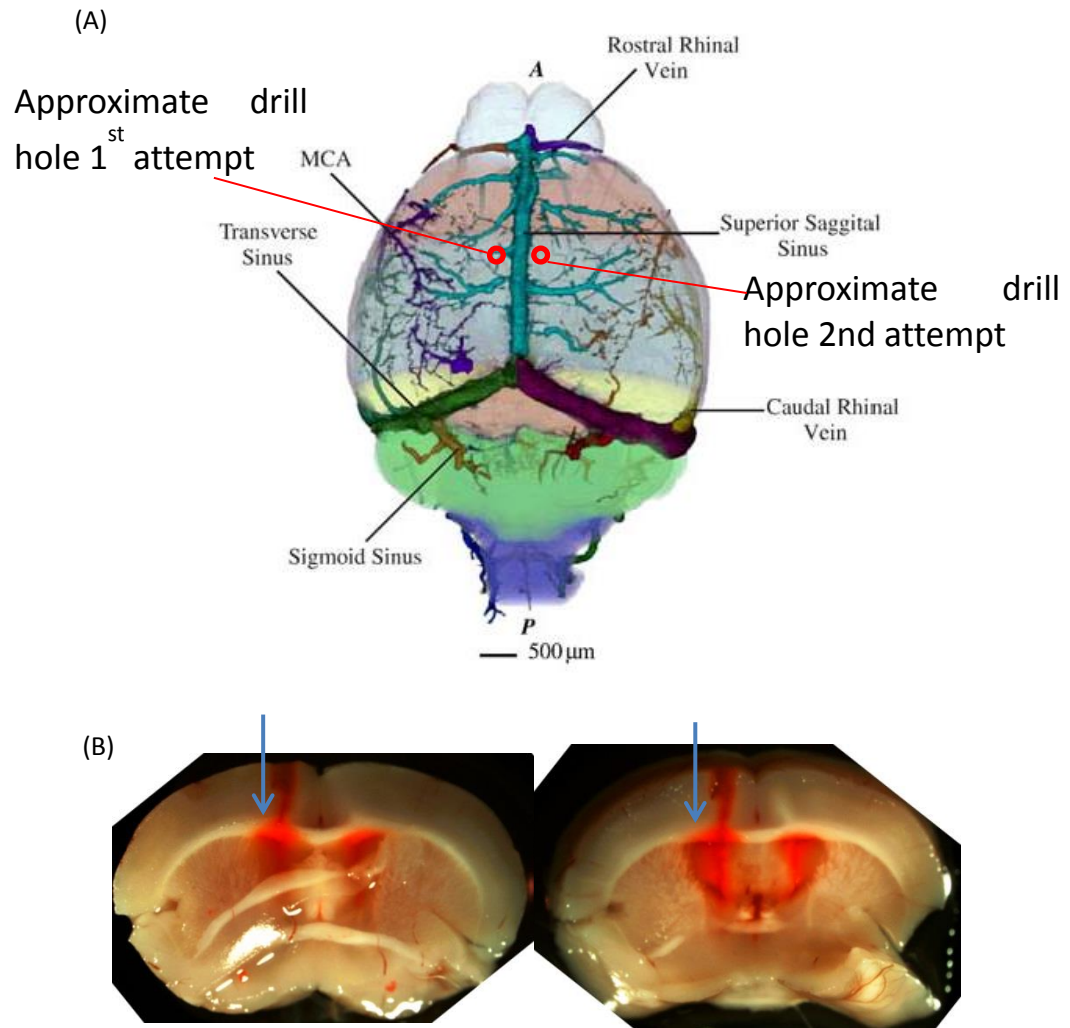 (A)
Rostral Rhinal
Vein
A
Approximate drill
hole 1st attempt
MCA
Transverse
Sinus
Superior Saggital
Sinus
Approximate drill
hole 2nd attempt
Caudal Rhinal
Vein
Sigmoid Sinus
P
500 μm
(B)